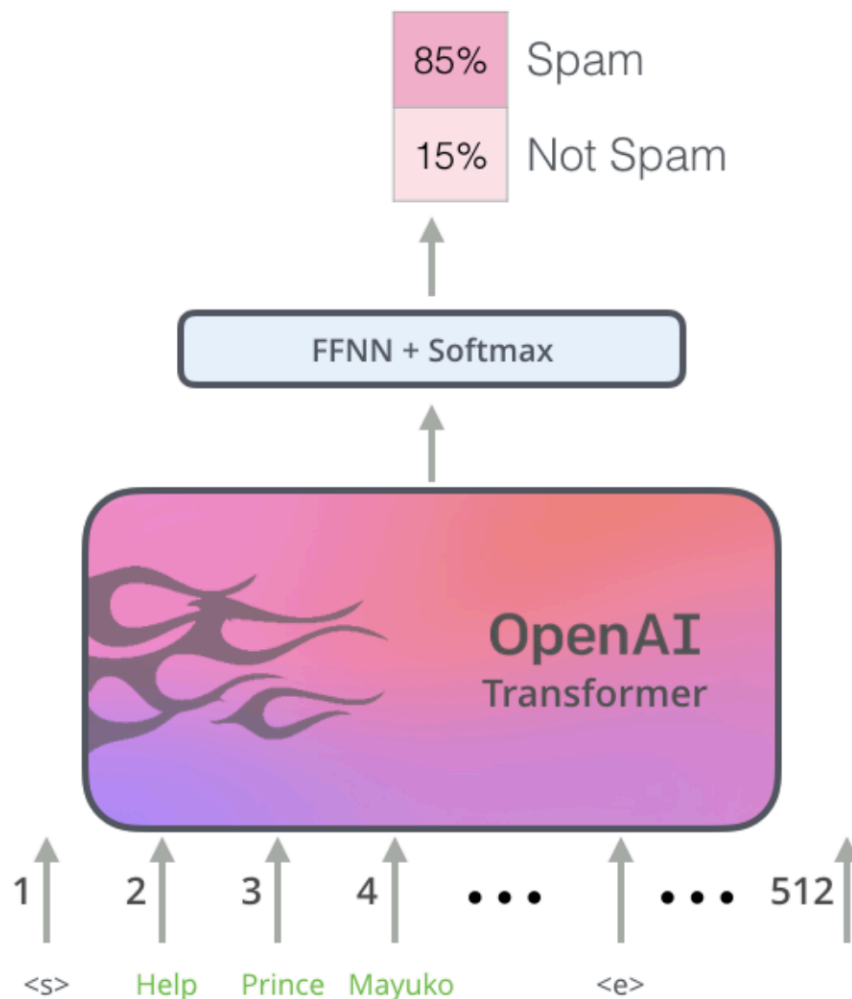 85% Spam
15% Not Spam
FFNN + Softmax
OpenAI
Transformer
1 2 3 4 ••• ••• 512
<s> Help Prince Mayuko <e>